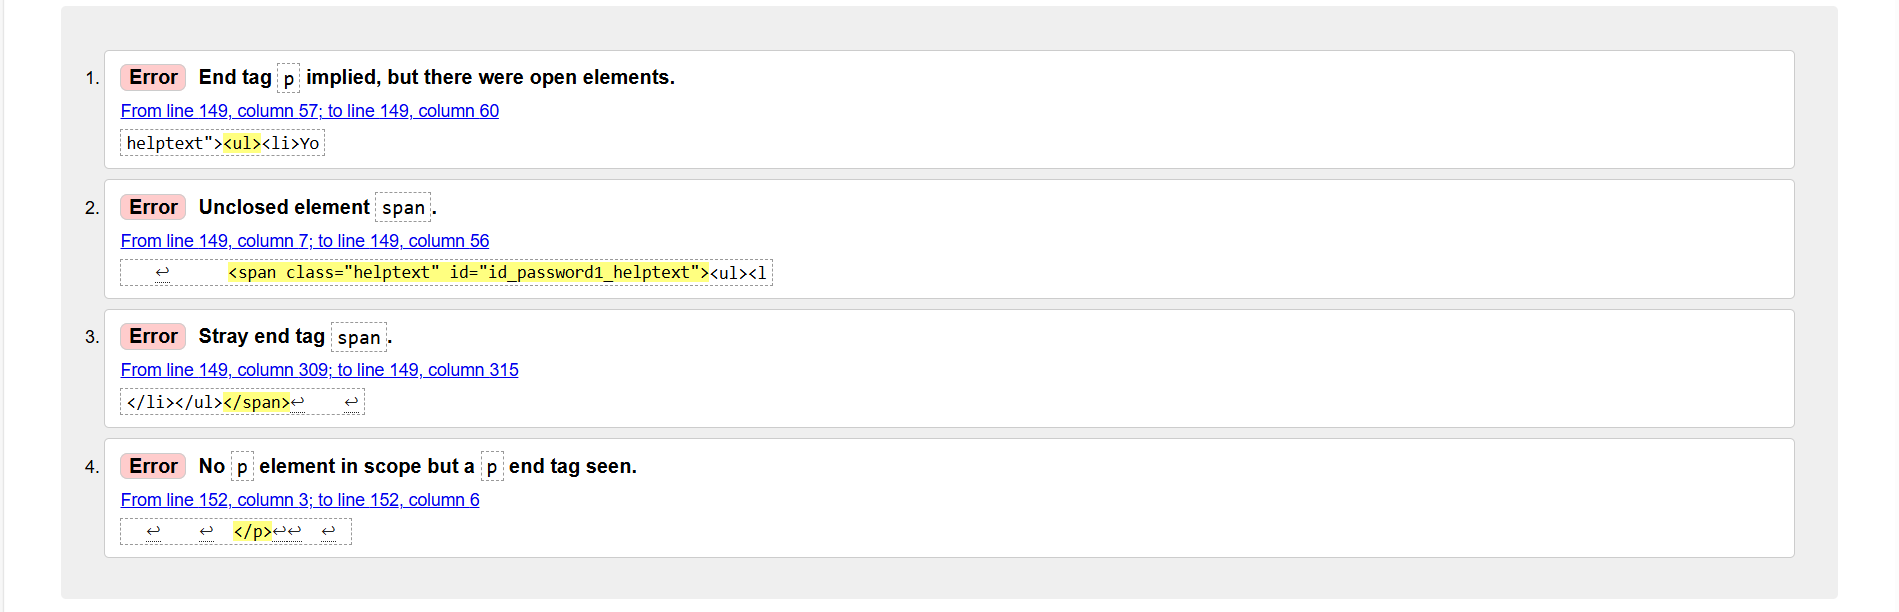 1. Error End tag p implied, but there were open elements.
From line 149, column 57; to line 149, column 60
helptext"><ul><li>Yo
2. Error Unclosed element span.
From line 149, column 7; to line 149, column 56
↩      <span class="helptext" id="id_password1_helptext"><ul><l
3. Error Stray end tag span.
From line 149, column 309; to line 149, column 315
</li></ul></span>↩    ↩
4. Error No p element in scope but a p end tag seen.
From line 152, column 3; to line 152, column 6
↩    ↩  </p>↩↩  ↩